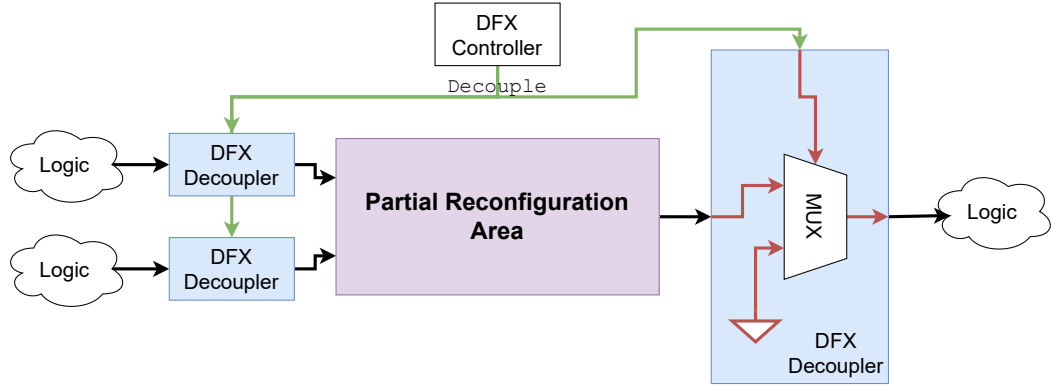 DFX
Controller
Decouple
Logic
DFX
Decoupler
Partial Reconfiguration
Area
MUX
Logic
Logic
DFX
Decoupler
DFX
Decoupler